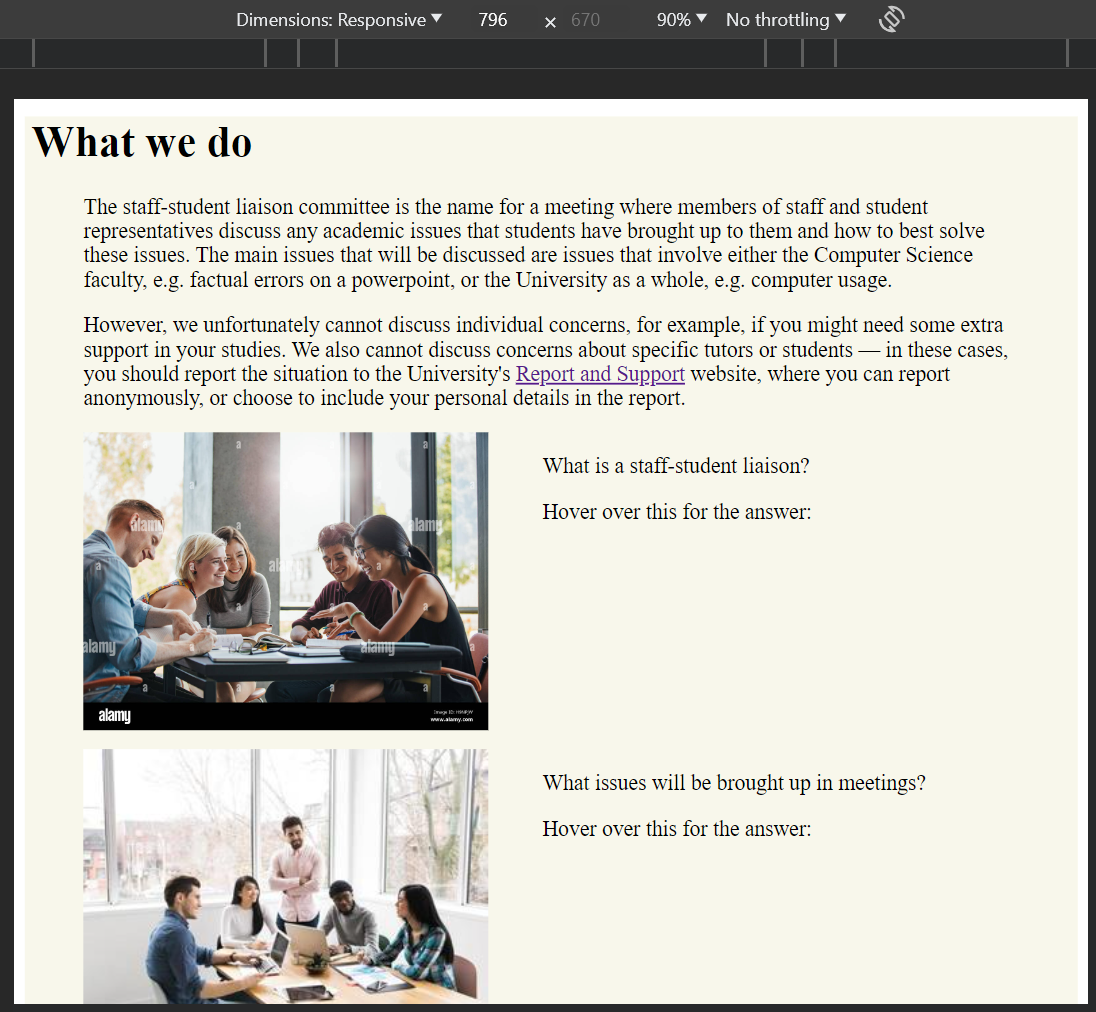 Dimensions: Responsive 796 × 670 90% No throttling
What we do
The staff-student liaison committee is the name for a meeting where members of staff and student
representatives discuss any academic issues that students have brought up to them and how to best solve
these issues. The main issues that will be discussed are issues that involve either the Computer Science
faculty, e.g. factual errors on a powerpoint, or the University as a whole, e.g. computer usage.
However, we unfortunately cannot discuss individual concerns, for example, if you might need some extra
support in your studies. We also cannot discuss concerns about specific tutors or students — in these cases,
you should report the situation to the University's Report and Support website, where you can report
anonymously, or choose to include your personal details in the report.
a a
alamy a alamy
a a alamy a
a a
alamy alamy a
a a a
alamy
www.alamy.com
What is a staff-student liaison?
Hover over this for the answer:
What issues will be brought up in meetings?
Hover over this for the answer: